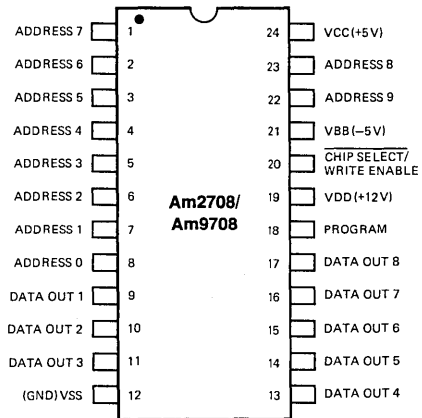 ADDRESS 7 1 24 VCC (+5V)
ADDRESS 6 2 23 ADDRESS 8
ADDRESS 5 3 22 ADDRESS 9
ADDRESS 4 4 21 VBB (−5V)
ADDRESS 3 5 20 CHIP SELECT/
WRITE ENABLE
ADDRESS 2 6 19 VDD (+12V)
Am2708/
Am9708
ADDRESS 1 7 18 PROGRAM
ADDRESS 0 8 17 DATA OUT 8
DATA OUT 1 9 16 DATA OUT 7
DATA OUT 2 10 15 DATA OUT 6
DATA OUT 3 11 14 DATA OUT 5
(GND) VSS 12 13 DATA OUT 4